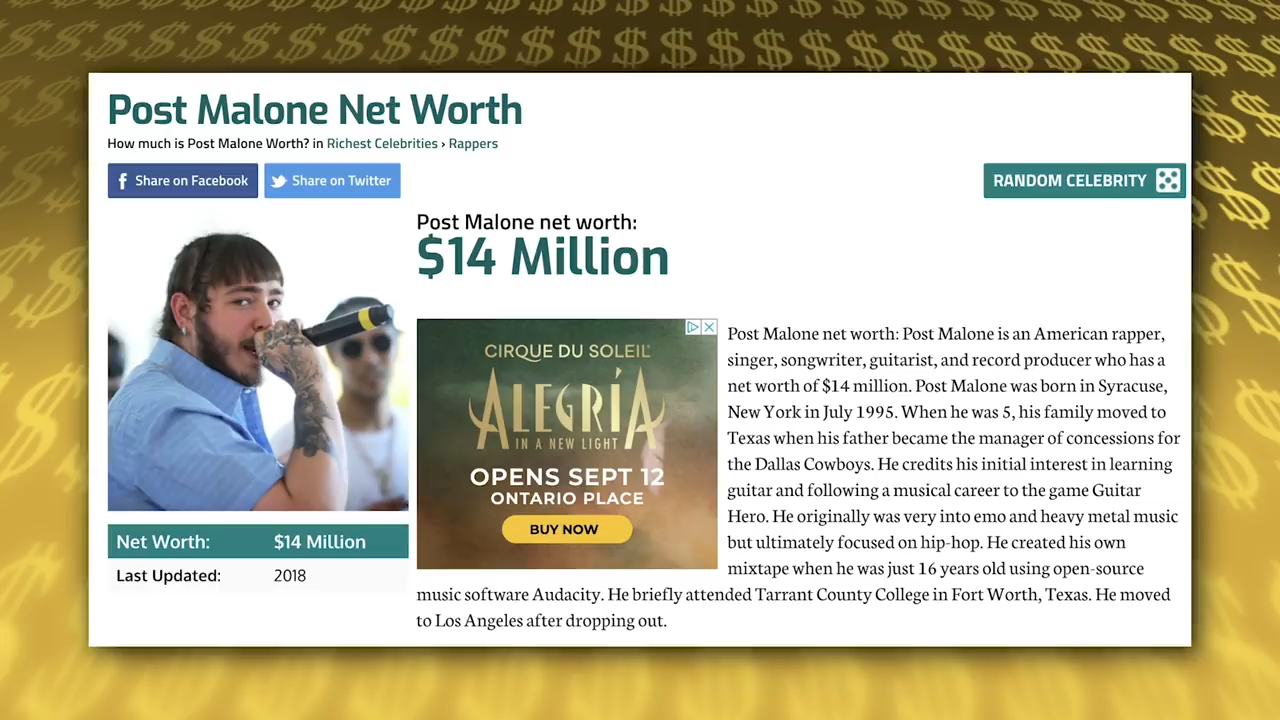 Post Malone Net Worth
How much is Post Malone Worth? in Richest Celebrities › Rappers
Share on Facebook
Share on Twitter
RANDOM CELEBRITY
Post Malone net worth:
$14 Million
Net Worth: $14 Million
Last Updated: 2018
CIRQUE DU SOLEIL
ALEGRÍA
IN A NEW LIGHT
OPENS SEPT 12
ONTARIO PLACE
BUY NOW
Post Malone net worth: Post Malone is an American rapper,
singer, songwriter, guitarist, and record producer who has a
net worth of $14 million. Post Malone was born in Syracuse,
New York in July 1995. When he was 5, his family moved to
Texas when his father became the manager of concessions for
the Dallas Cowboys. He credits his initial interest in learning
guitar and following a musical career to the game Guitar
Hero. He originally was very into emo and heavy metal music
but ultimately focused on hip-hop. He created his own
mixtape when he was just 16 years old using open-source
music software Audacity. He briefly attended Tarrant County College in Fort Worth, Texas. He moved
to Los Angeles after dropping out.